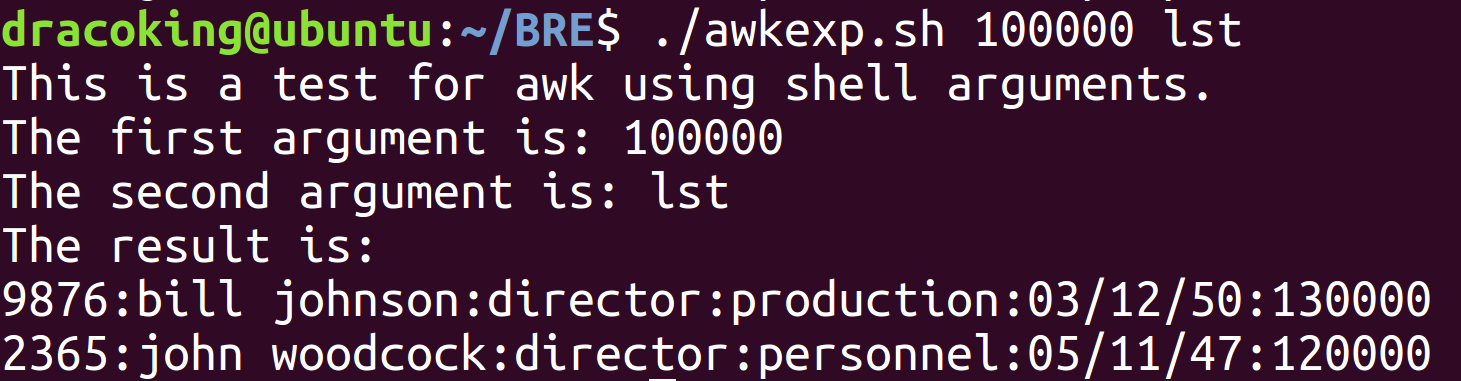 dracoking@ubuntu:~/BRE$ ./awkexp.sh 100000 lst
This is a test for awk using shell arguments.
The first argument is: 100000
The second argument is: lst
The result is:
9876:bill johnson:director:production:03/12/50:130000
2365:john woodcock:director:personnel:05/11/47:120000